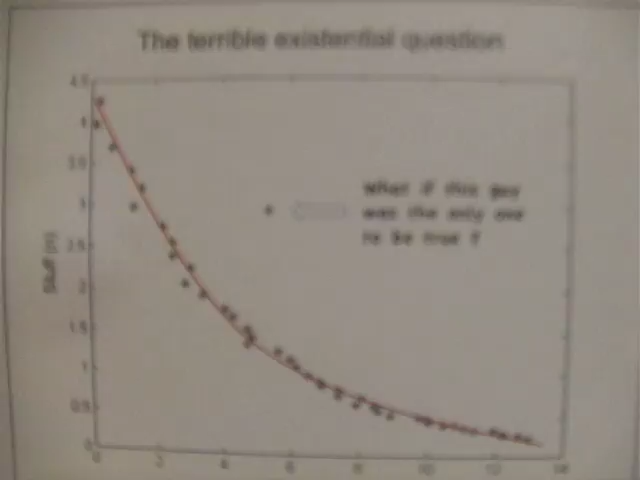 The terrible existential question
4.5
4
3.5
3
2.5
2
1.5
1
0.5
0
Stuff (n)
What if this guy
was the only one
to be true ?
0 2 4 6 8 10 12 14